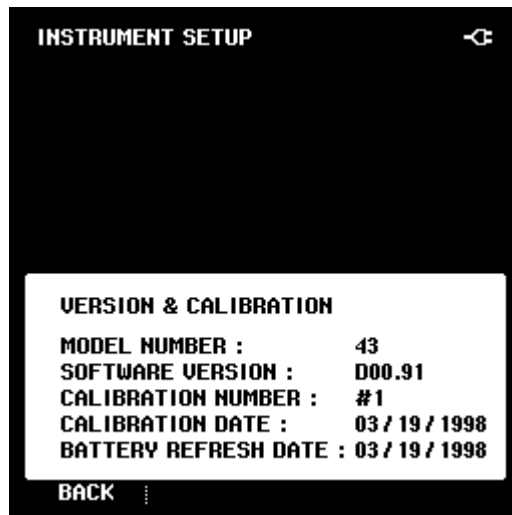 INSTRUMENT SETUP
VERSION & CALIBRATION
MODEL NUMBER : 43
SOFTWARE VERSION : D00.91
CALIBRATION NUMBER : #1
CALIBRATION DATE : 03 / 19 / 1998
BATTERY REFRESH DATE : 03 / 19 / 1998
BACK